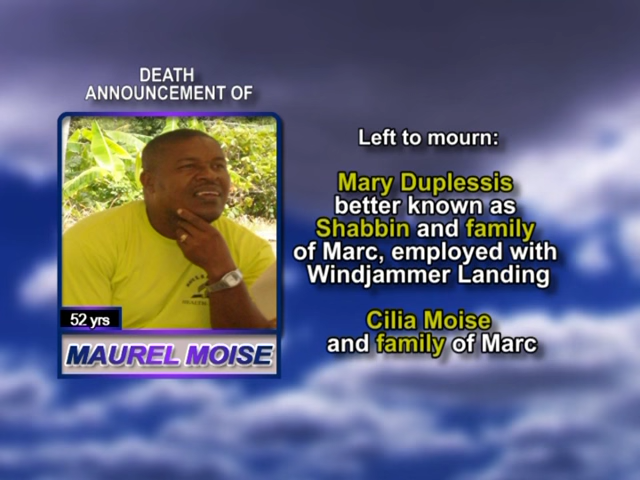 DEATH
ANNOUNCEMENT OF
52 yrs
MAUREL MOISE
Left to mourn:
Mary Duplessis
better known as
Shabbin and family
of Marc, employed with
Windjammer Landing
Cilia Moise
and family of Marc